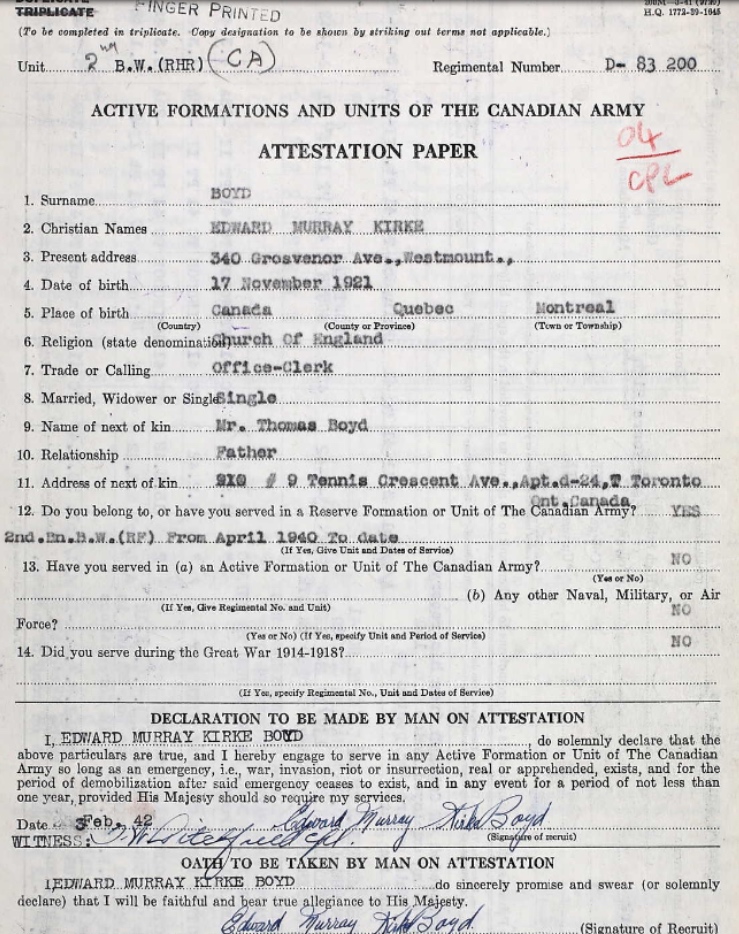 DUPLICATE
TRIPLICATE FINGER PRINTED
H.Q. 1772-39-1645
(To be completed in triplicate. Copy designation to be shown by striking out terms not applicable.)
Unit 2nd B.W.(RHR) (CA) Regimental Number D- 83 200
ACTIVE FORMATIONS AND UNITS OF THE CANADIAN ARMY
ATTESTATION PAPER
04
CPL
1. Surname BOYD
2. Christian Names EDWARD MURRAY KIRKE
3. Present address 340 Grosvenor Ave.,Westmount.,
4. Date of birth 17 November 1921
5. Place of birth Canada Quebec Montreal
(Country) (County or Province) (Town or Township)
6. Religion (state denomination) Church Of England
7. Trade or Calling Office-Clerk
8. Married, Widower or Single Single
9. Name of next of kin Mr. Thomas Boyd
10. Relationship Father
11. Address of next of kin # 9 Tennis Crescent Ave.,Apt.d-24, Toronto
Ont.Canada
12. Do you belong to, or have you served in a Reserve Formation or Unit of The Canadian Army? YES
2nd.Bn.B.W.(RF) From April 1940 To date
(If Yes, Give Unit and Dates of Service)
13. Have you served in (a) an Active Formation or Unit of The Canadian Army? NO
(Yes or No)
(b) Any other Naval, Military, or Air
(If Yes, Give Regimental No. and Unit) NO
Force?
(Yes or No) (If Yes, specify Unit and Period of Service)
14. Did you serve during the Great War 1914-1918? NO
(If Yes, specify Regimental No., Unit and Dates of Service)
DECLARATION TO BE MADE BY MAN ON ATTESTATION
I, EDWARD MURRAY KIRKE BOYD, do solemnly declare that the
above particulars are true, and I hereby engage to serve in any Active Formation or Unit of The Canadian
Army so long as an emergency, i.e., war, invasion, riot or insurrection, real or apprehended, exists, and for the
period of demobilization after said emergency ceases to exist, and in any event for a period of not less than
one year, provided His Majesty should so require my services.
Date 3 Feb. 42 Edward Murray Kirke Boyd
WITNESS: Cpl. (Signature of recruit)
OATH TO BE TAKEN BY MAN ON ATTESTATION
I, EDWARD MURRAY KIRKE BOYD do sincerely promise and swear (or solemnly
declare) that I will be faithful and bear true allegiance to His Majesty.
Edward Murray Kirke Boyd (Signature of Recruit)